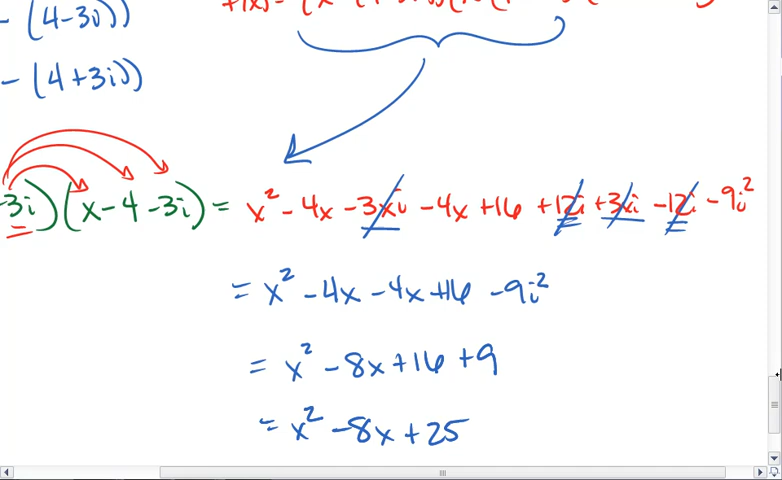 - (4-3i))
- (4+3i))
3i)(x-4-3i) = x² - 4x - 3xi - 4x + 16 + 12i + 3xi - 12i - 9i²
= x² - 4x - 4x + 16 - 9i²
= x² - 8x + 16 + 9
= x² - 8x + 25